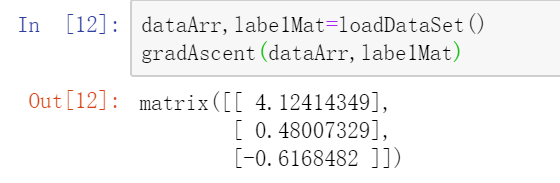 In [12]: dataArr,labelMat=loadDataSet()
gradAscent(dataArr,labelMat)
Out[12]: matrix([[ 4.12414349],
[ 0.48007329],
[-0.6168482 ]])